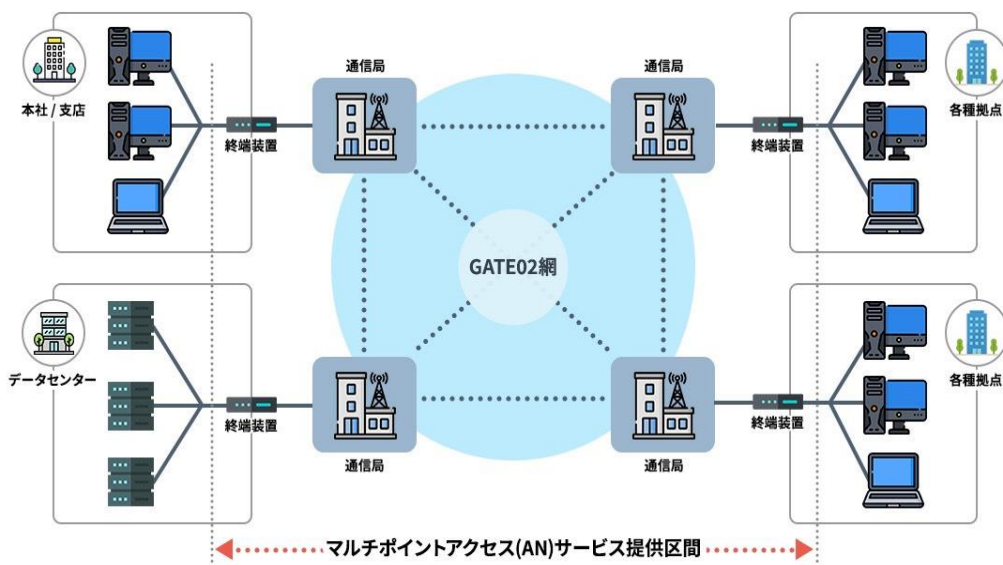 通信局
通信局
本社 / 支店
各種拠点
終端装置
終端装置
GATE02網
データセンター
各種拠点
終端装置
終端装置
通信局
通信局
マルチポイントアクセス(AN)サービス提供区間